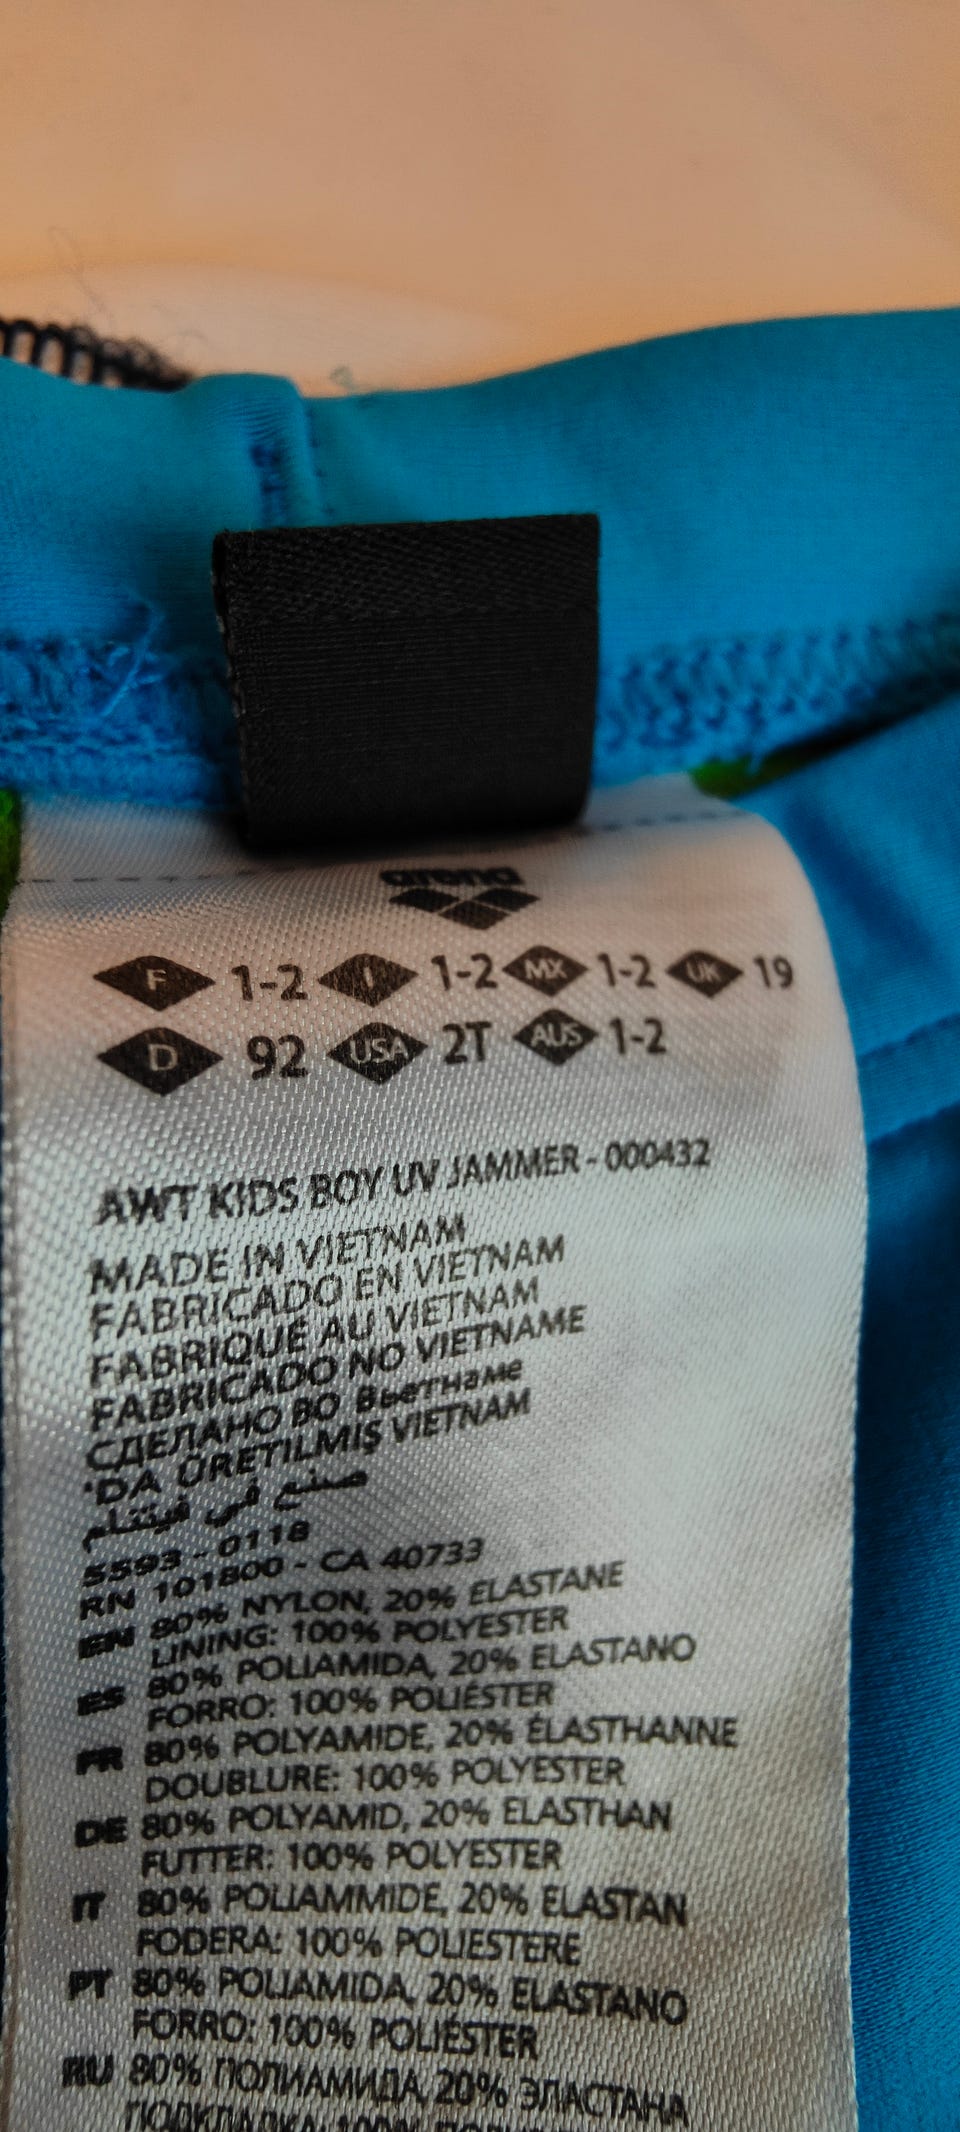 arena
F 1-2 I 1-2 MX 1-2 UK 19
D 92 USA 2T AUS 1-2
AWT KIDS BOY UV JAMMER - 000432
MADE IN VIETNAM
FABRICADO EN VIETNAM
FABRIQUÉ AU VIETNAM
FABRICADO NO VIETNAME
СДЕЛАНО ВО Вьетнаме
'DA ÜRETILMIŞ VIETNAM
صنع في فيتنام
5593 - 0118
RN 101800 - CA 40733
EN 80% NYLON, 20% ELASTANE
LINING: 100% POLYESTER
ES 80% POLIAMIDA, 20% ELASTANO
FORRO: 100% POLIÉSTER
FR 80% POLYAMIDE, 20% ÉLASTHANNE
DOUBLURE: 100% POLYESTER
DE 80% POLYAMID, 20% ELASTHAN
FUTTER: 100% POLYESTER
IT 80% POLIAMMIDE, 20% ELASTAN
FODERA: 100% POLIESTERE
PT 80% POLIAMIDA, 20% ELASTANO
FORRO: 100% POLIÉSTER
RU 80% ПОЛИАМИДА, 20% ЭЛАСТАНА
ПОДКЛАДКА: 100%